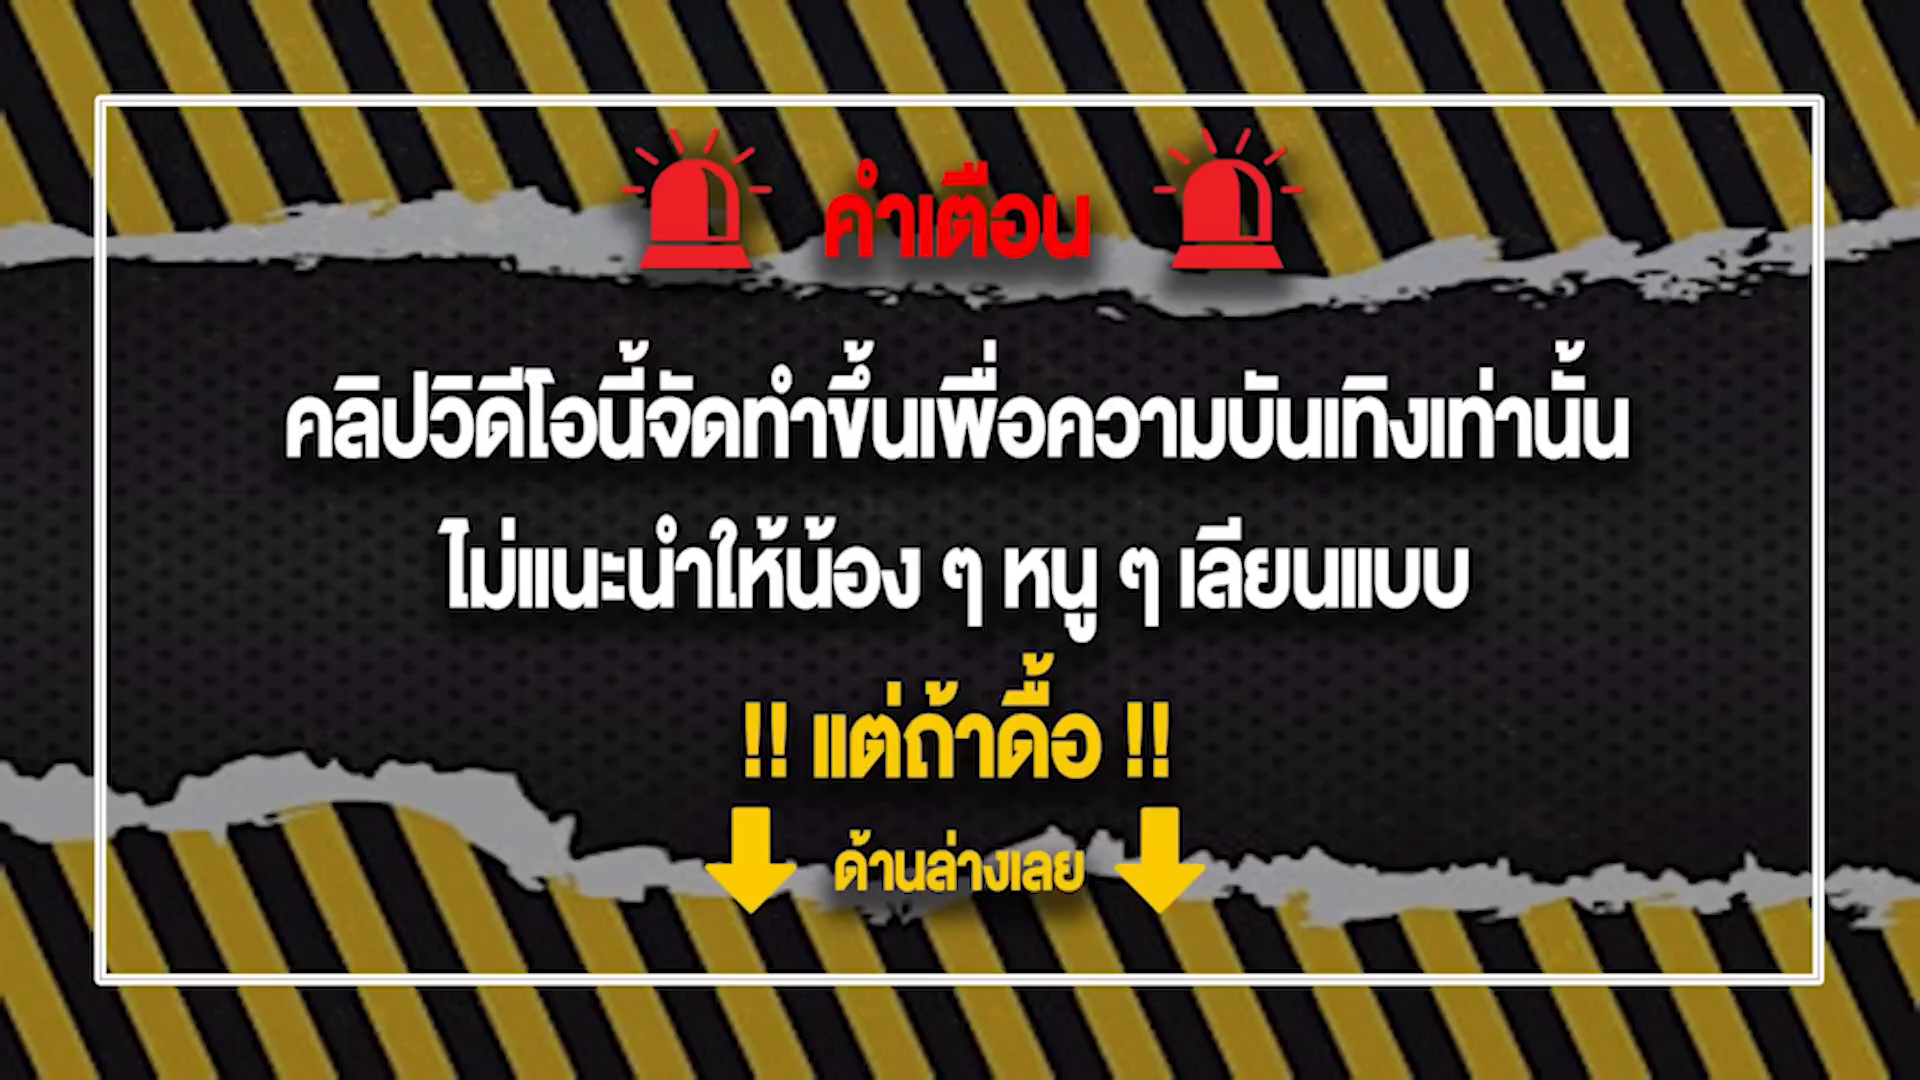 คำเตือน
คลิปวิดีโอนี้จัดทำขึ้นเพื่อความบันเทิงเท่านั้น
ไม่แนะนำให้น้อง ๆ หนู ๆ เลียนแบบ
!! แต่ถ้าดื้อ !!
ด้านล่างเลย